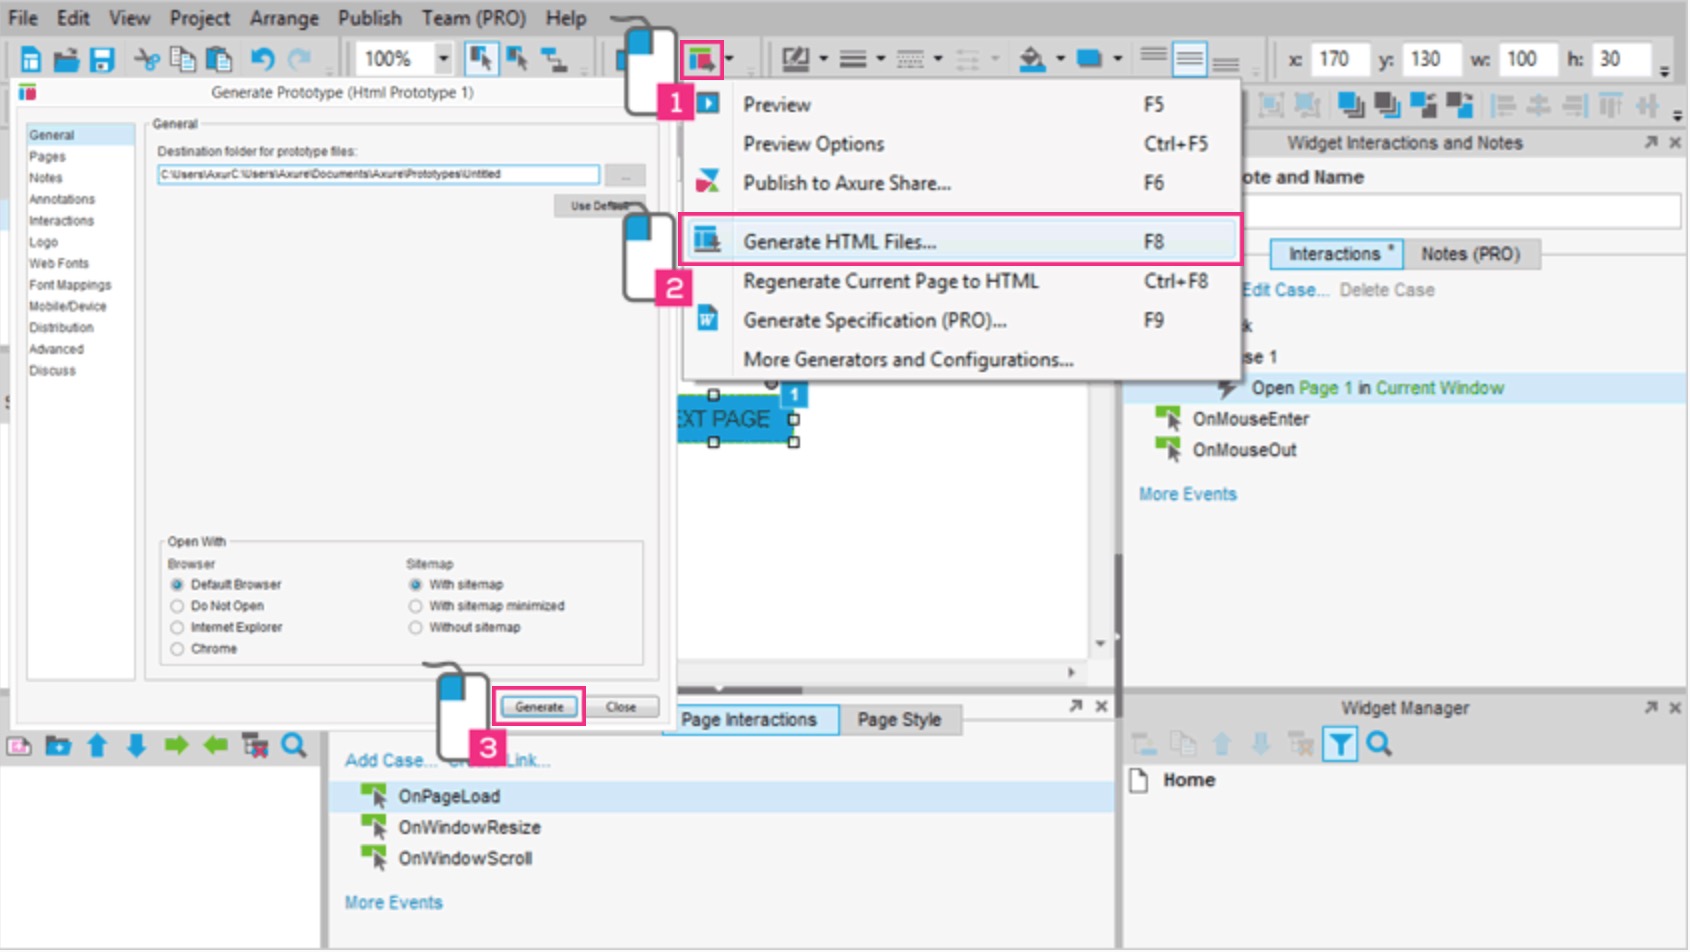 File Edit View Project Arrange Publish Team (PRO) Help
100%
x: 170 y: 130 w: 100 h: 30
Generate Prototype (Html Prototype 1)
General
Pages
Notes
Annotations
Interactions
Logo
Web Fonts
Font Mappings
Mobile/Device
Distribution
Advanced
Discuss
General
Destination folder for prototype files:
C:\Users\AxurC:\Users\Axure\Documents\Axure\Prototypes\Untitled
...
Use Default
Open With
Browser
Default Browser
Do Not Open
Internet Explorer
Chrome
Sitemap
With sitemap
With sitemap minimized
Without sitemap
Generate Close
1
2
3
Preview F5
Preview Options Ctrl+F5
Publish to Axure Share... F6
Generate HTML Files... F8
Regenerate Current Page to HTML Ctrl+F8
Generate Specification (PRO)... F9
More Generators and Configurations...
1
EXT PAGE
Widget Interactions and Notes
ote and Name
Interactions * Notes (PRO)
Edit Case... Delete Case
k
se 1
Open Page 1 in Current Window
OnMouseEnter
OnMouseOut
More Events
Page Interactions Page Style
Add Case... Link...
OnPageLoad
OnWindowResize
OnWindowScroll
More Events
Widget Manager
Home